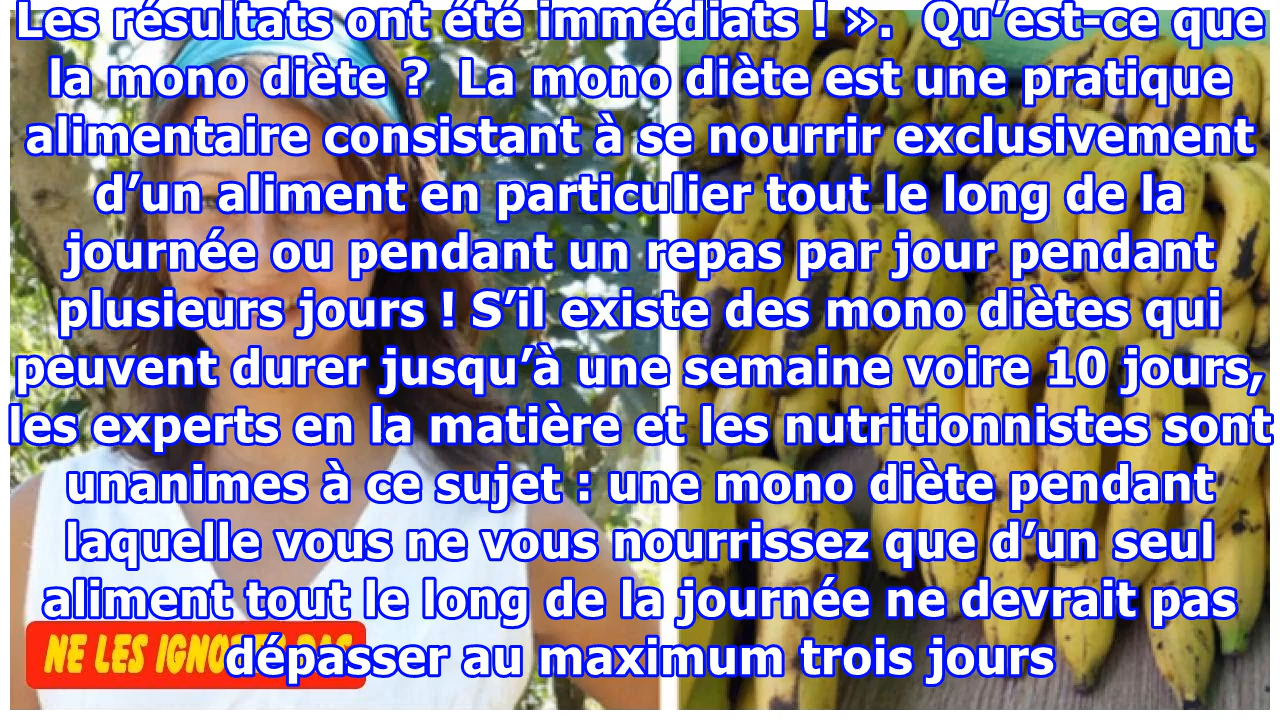 Les résultats ont été immédiats ! ».  Qu’est-ce que
la mono diète ?  La mono diète est une pratique
alimentaire consistant à se nourrir exclusivement
d’un aliment en particulier tout le long de la
journée ou pendant un repas par jour pendant
plusieurs jours ! S’il existe des mono diètes qui
peuvent durer jusqu’à une semaine voire 10 jours,
les experts en la matière et les nutritionnistes sont
unanimes à ce sujet : une mono diète pendant
laquelle vous ne vous nourrissez que d’un seul
aliment tout le long de la journée ne devrait pas
dépasser au maximum trois jours
NE LES